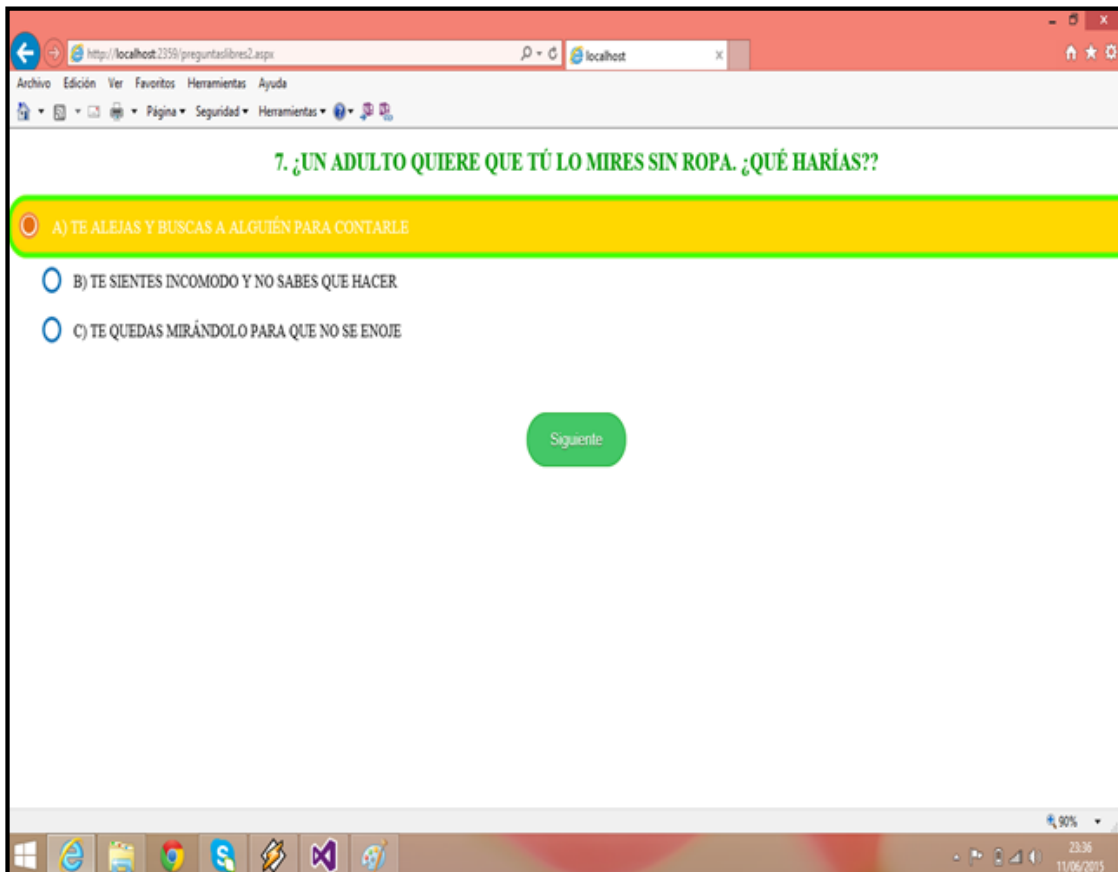 http://localhost:2359/preguntaslibres2.aspx
localhost
Archivo Edición Ver Favoritos Herramientas Ayuda
Página Seguridad Herramientas
7. ¿UN ADULTO QUIERE QUE TÚ LO MIRES SIN ROPA. ¿QUÉ HARÍAS??
A) TE ALEJAS Y BUSCAS A ALGUIÉN PARA CONTARLE
B) TE SIENTES INCOMODO Y NO SABES QUE HACER
C) TE QUEDAS MIRÁNDOLO PARA QUE NO SE ENOJE
Siguiente
90%
23:36
11/06/2015